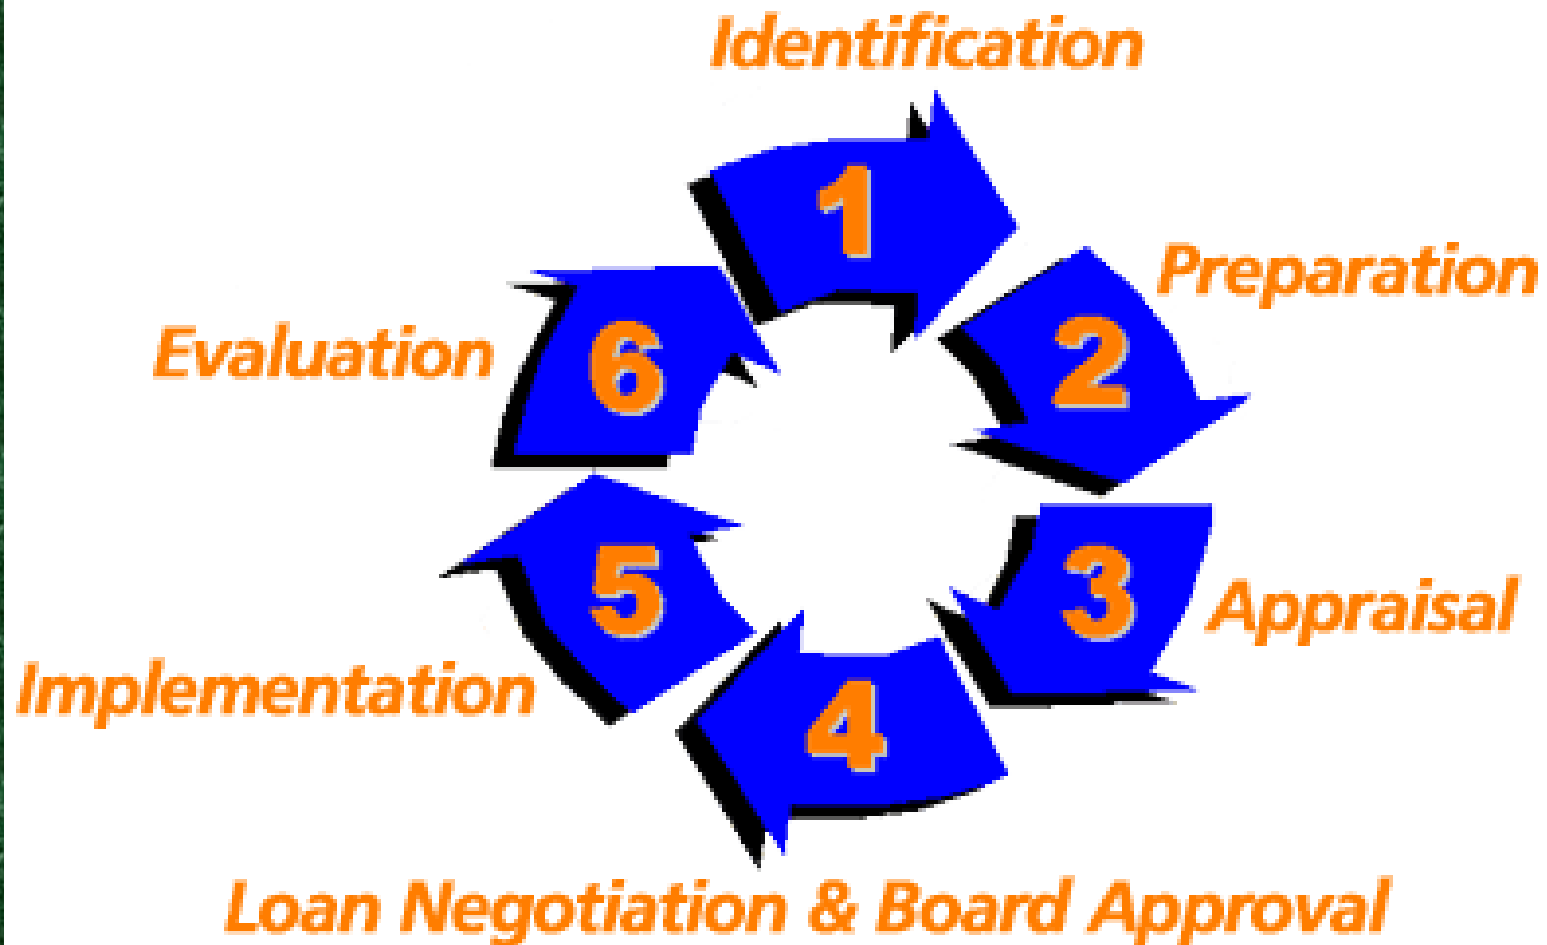 Identification
1
Preparation
2
Appraisal
3
4
Loan Negotiation & Board Approval
5
Implementation
6
Evaluation